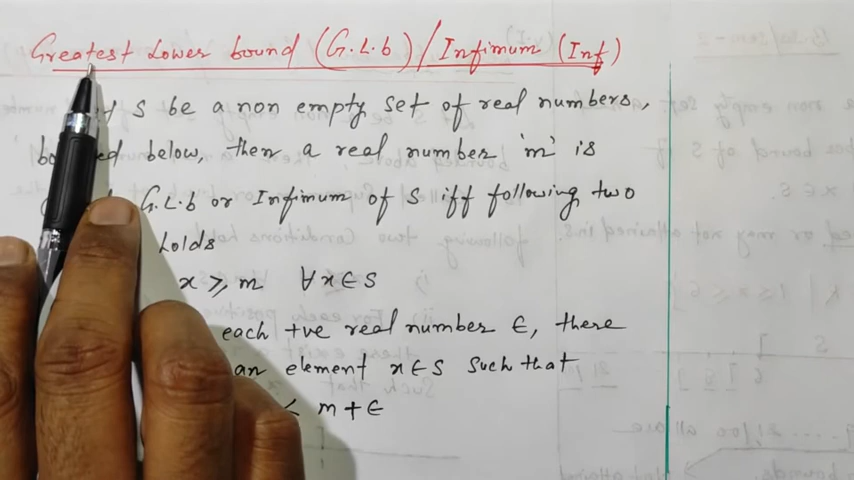 Greatest Lower bound (G.L.b) / Infimum (Inf)
S be a non empty set of real numbers,
below, then a real number 'm' is
G.L.b or Infimum of S iff following two
holds
x ≥ m ∀ x ∈ S
each +ve real number ε, there
an element x ∈ S such that
< m + ε